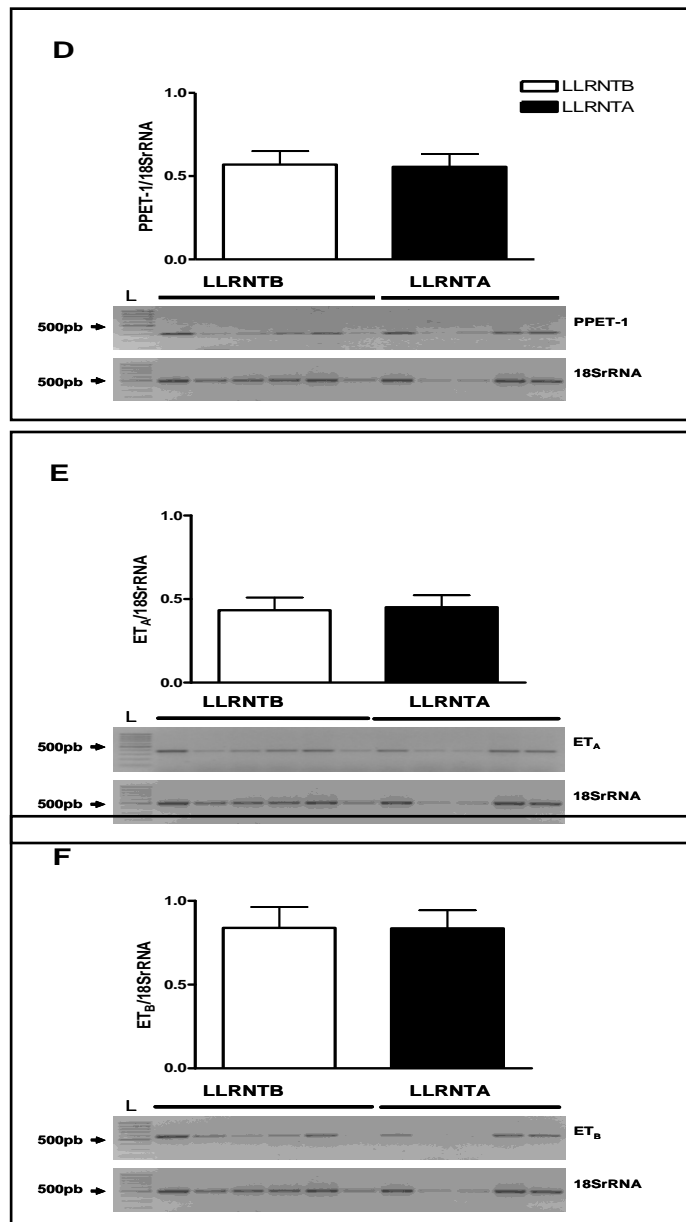 D
LLRNTB
LLRNTA
PPET-1/18SrRNA
1.0
0.5
0.0
LLRNTB LLRNTA
L
500pb
PPET-1
500pb
18SrRNA
E
ETA/18SrRNA
1.0
0.5
0.0
LLRNTB LLRNTA
L
500pb
ETA
500pb
18SrRNA
F
ETB/18SrRNA
1.0
0.5
0.0
LLRNTB LLRNTA
L
500pb
ETB
500pb
18SrRNA